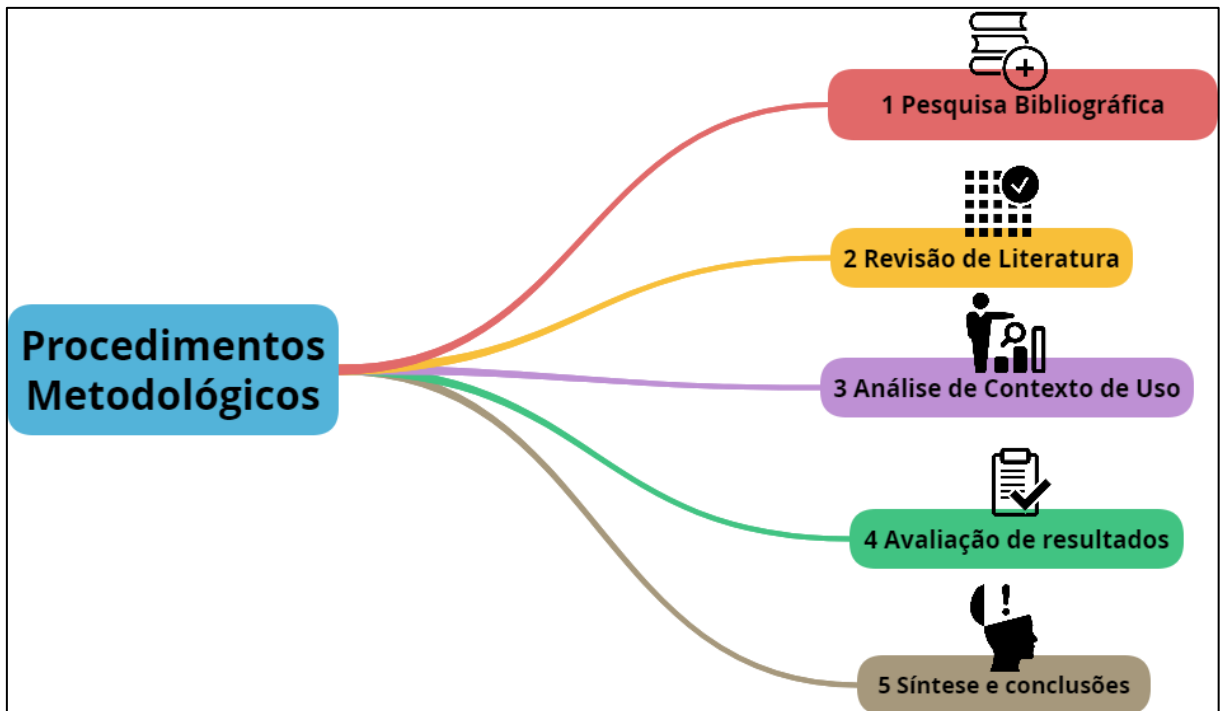 Procedimentos
Metodológicos
1 Pesquisa Bibliográfica
2 Revisão de Literatura
3 Análise de Contexto de Uso
4 Avaliação de resultados
5 Síntese e conclusões